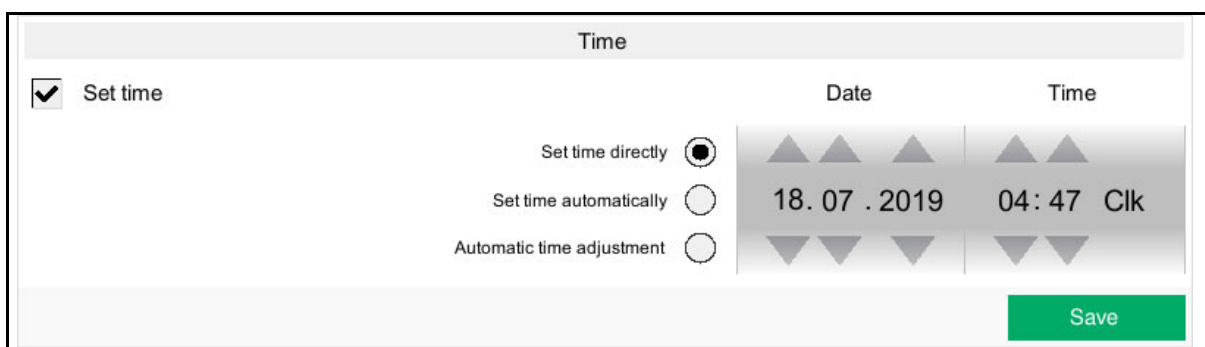 Time
Set time Date Time
Set time directly
Set time automatically 18. 07 . 2019 04: 47 Clk
Automatic time adjustment
Save